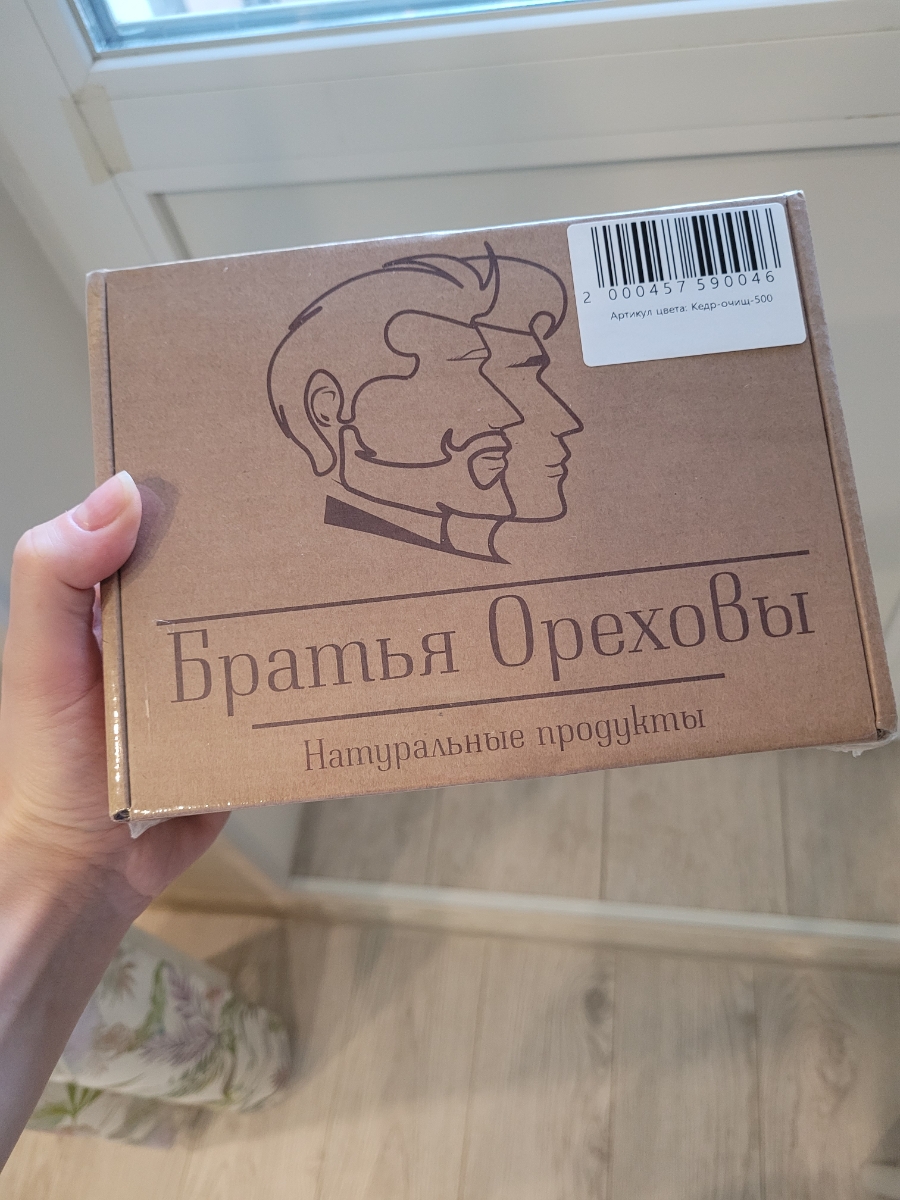 2 000457 590046
Артикул цвета: Кедр-очищ-500
Братья Ореховы
Натуральные продукты